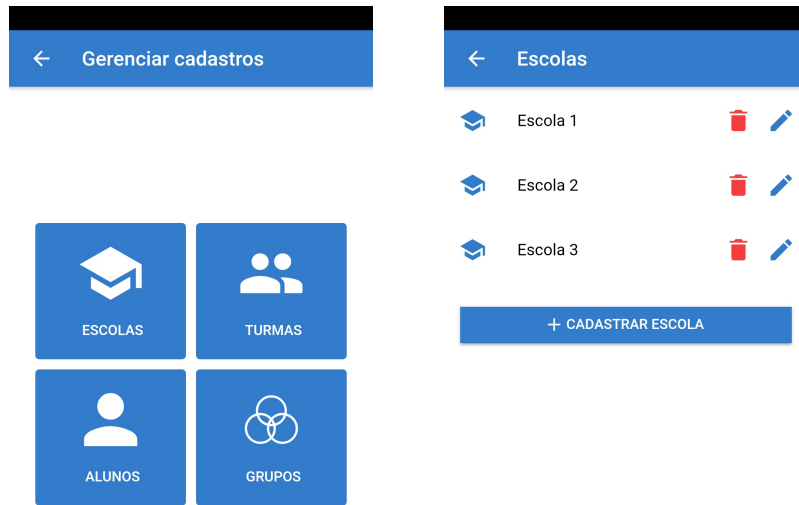 Gerenciar cadastros
ESCOLAS
TURMAS
ALUNOS
GRUPOS
Escolas
Escola 1
Escola 2
Escola 3
+ CADASTRAR ESCOLA